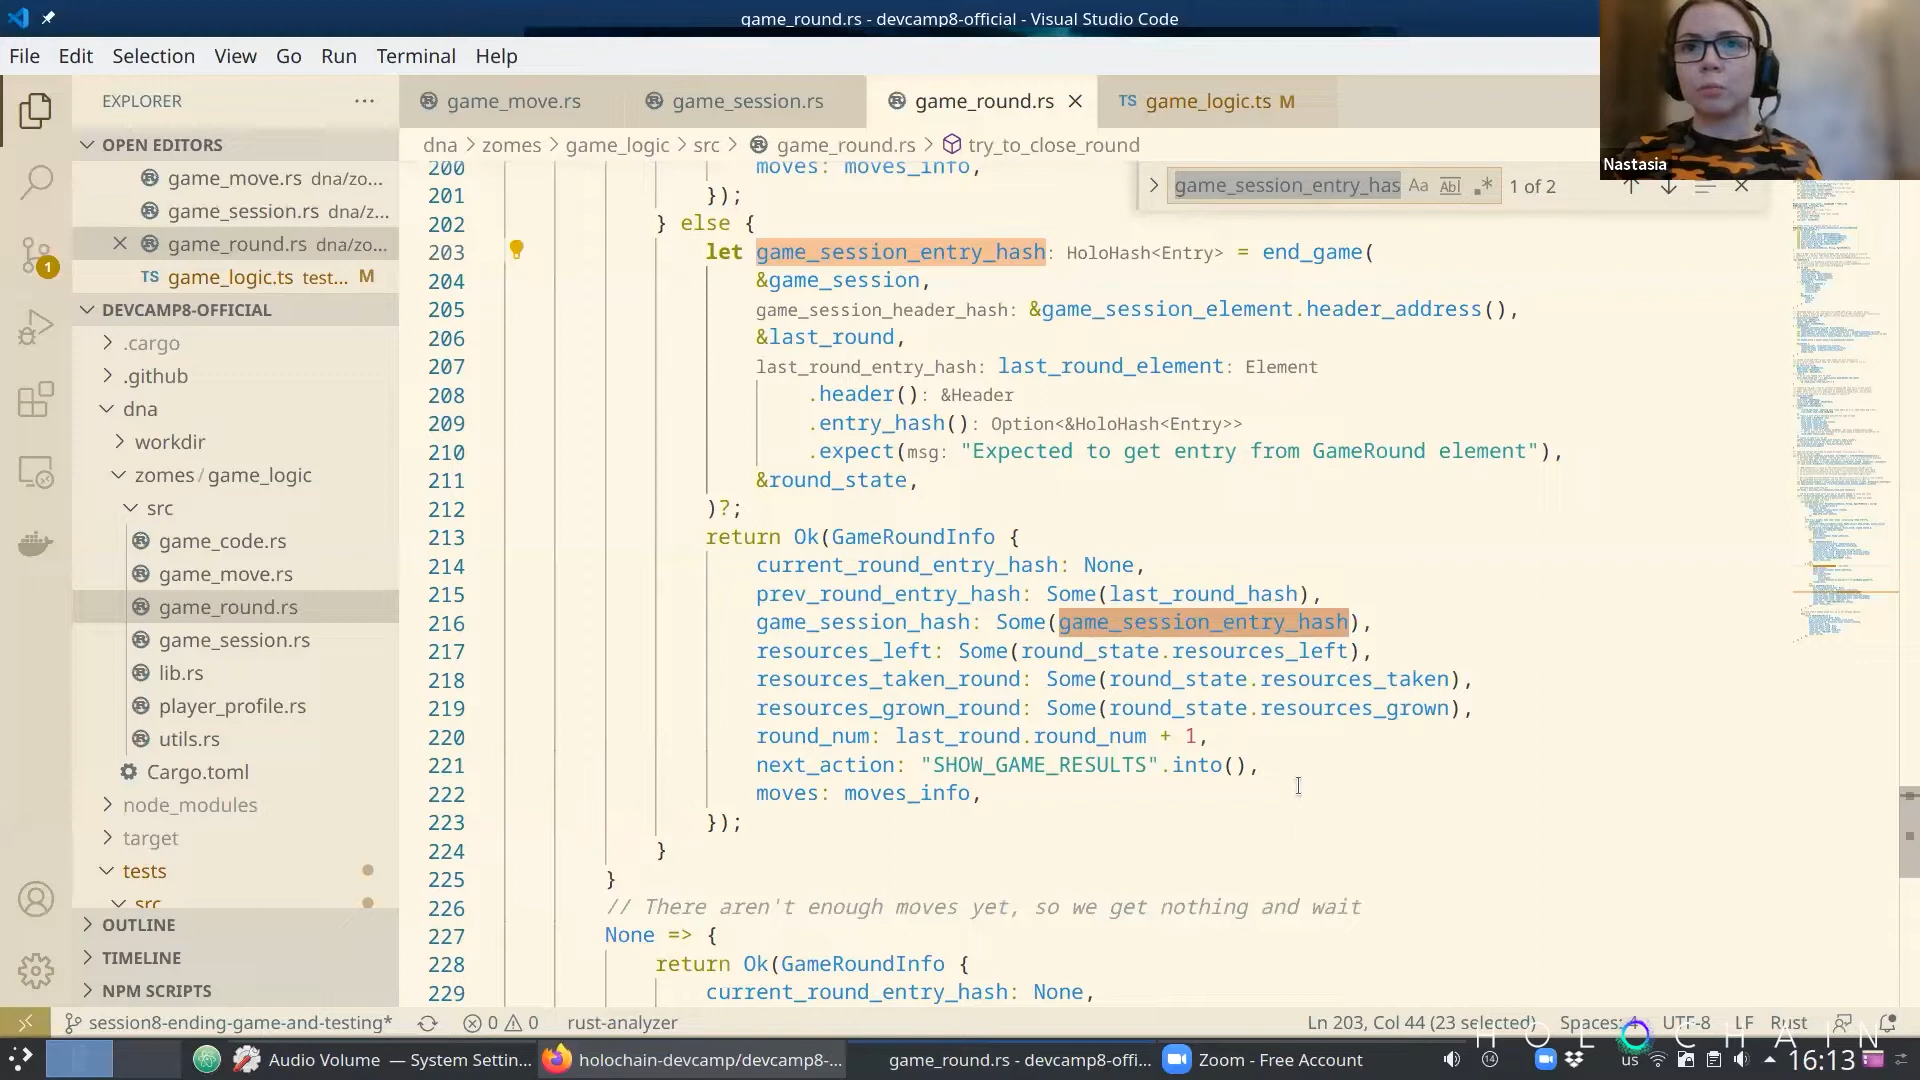 game_round.rs - devcamp8-official - Visual Studio Code
File Edit Selection View Go Run Terminal Help
Nastasia
EXPLORER
game_move.rs
game_session.rs
game_round.rs
TS game_logic.ts M
OPEN EDITORS
game_move.rs dna/zo...
game_session.rs dna/z...
game_round.rs dna/zo...
TS game_logic.ts test... M
DEVCAMP8-OFFICIAL
.cargo
.github
dna
workdir
zomes/game_logic
src
game_code.rs
game_move.rs
game_round.rs
game_session.rs
lib.rs
player_profile.rs
utils.rs
Cargo.toml
node_modules
target
tests
src
OUTLINE
TIMELINE
NPM SCRIPTS
1
dna > zomes > game_logic > src > game_round.rs > try_to_close_round
game_session_entry_has Aa Abl .* 1 of 2
200 moves: moves_info,
201 });
202 } else {
203 let game_session_entry_hash: HoloHash<Entry> = end_game(
204 &game_session,
205 game_session_header_hash: &game_session_element.header_address(),
206 &last_round,
207 last_round_entry_hash: last_round_element: Element
208 .header(): &Header
209 .entry_hash(): Option<&HoloHash<Entry>>
210 .expect(msg: "Expected to get entry from GameRound element"),
211 &round_state,
212 )?;
213 return Ok(GameRoundInfo {
214 current_round_entry_hash: None,
215 prev_round_entry_hash: Some(last_round_hash),
216 game_session_hash: Some(game_session_entry_hash),
217 resources_left: Some(round_state.resources_left),
218 resources_taken_round: Some(round_state.resources_taken),
219 resources_grown_round: Some(round_state.resources_grown),
220 round_num: last_round.round_num + 1,
221 next_action: "SHOW_GAME_RESULTS".into(),
222 moves: moves_info,
223 });
224 }
225 }
226 // There aren't enough moves yet, so we get nothing and wait
227 None => {
228 return Ok(GameRoundInfo {
229 current_round_entry_hash: None,
session8-ending-game-and-testing* 0 0 rust-analyzer Ln 203, Col 44 (23 selected) Spaces: 4 UTF-8 LF Rust
HOLOCHAIN
Audio Volume — System Settin... holochain-devcamp/devcamp8-... game_round.rs - devcamp8-offi... Zoom - Free Account 14 us 16:13